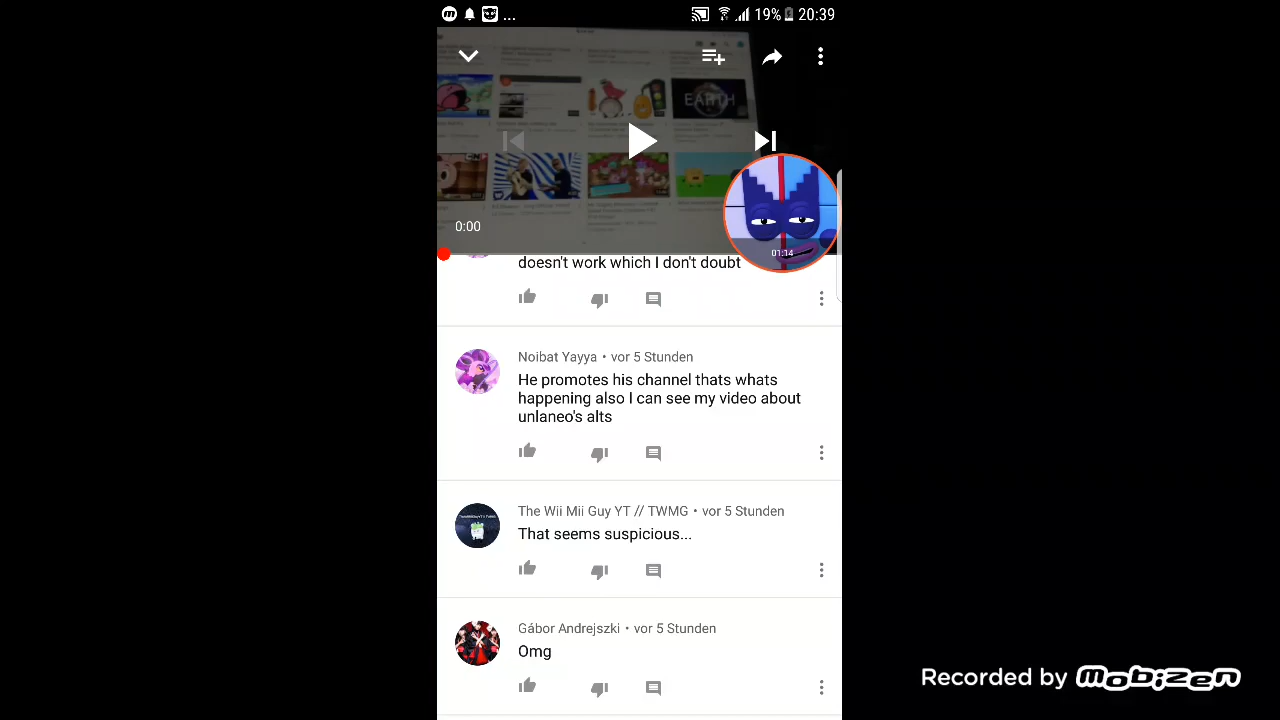 ... 19% 20:39
EARTH
0:00
01:14
doesn't work which I don't doubt
Noibat Yayya • vor 5 Stunden
He promotes his channel thats whats
happening also I can see my video about
unlaneo's alts
The Wii Mii Guy YT // TWMG • vor 5 Stunden
That seems suspicious...
Gábor Andrejszki • vor 5 Stunden
Omg
Recorded by mobizen